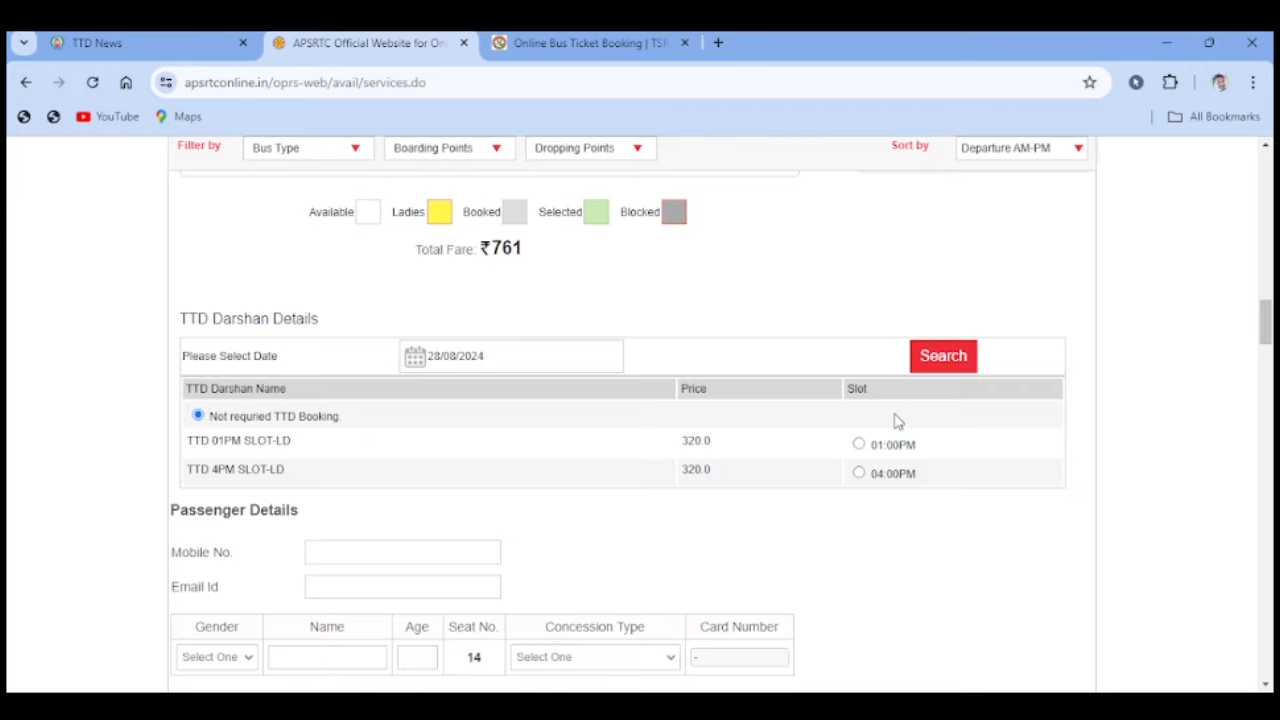 TTD News
APSRTC Official Website for Onl
Online Bus Ticket Booking | TSR
apsrtconline.in/oprs-web/avail/services.do
YouTube Maps All Bookmarks
Filter by Bus Type Boarding Points Dropping Points Sort by Departure AM-PM
Available Ladies Booked Selected Blocked
Total Fare: ₹761
TTD Darshan Details
Please Select Date 28/08/2024 Search
TTD Darshan Name Price Slot
Not requried TTD Booking.
TTD 01PM SLOT-LD 320.0 01:00PM
TTD 4PM SLOT-LD 320.0 04:00PM
Passenger Details
Mobile No.
Email Id
Gender Name Age Seat No. Concession Type Card Number
Select One 14 Select One -